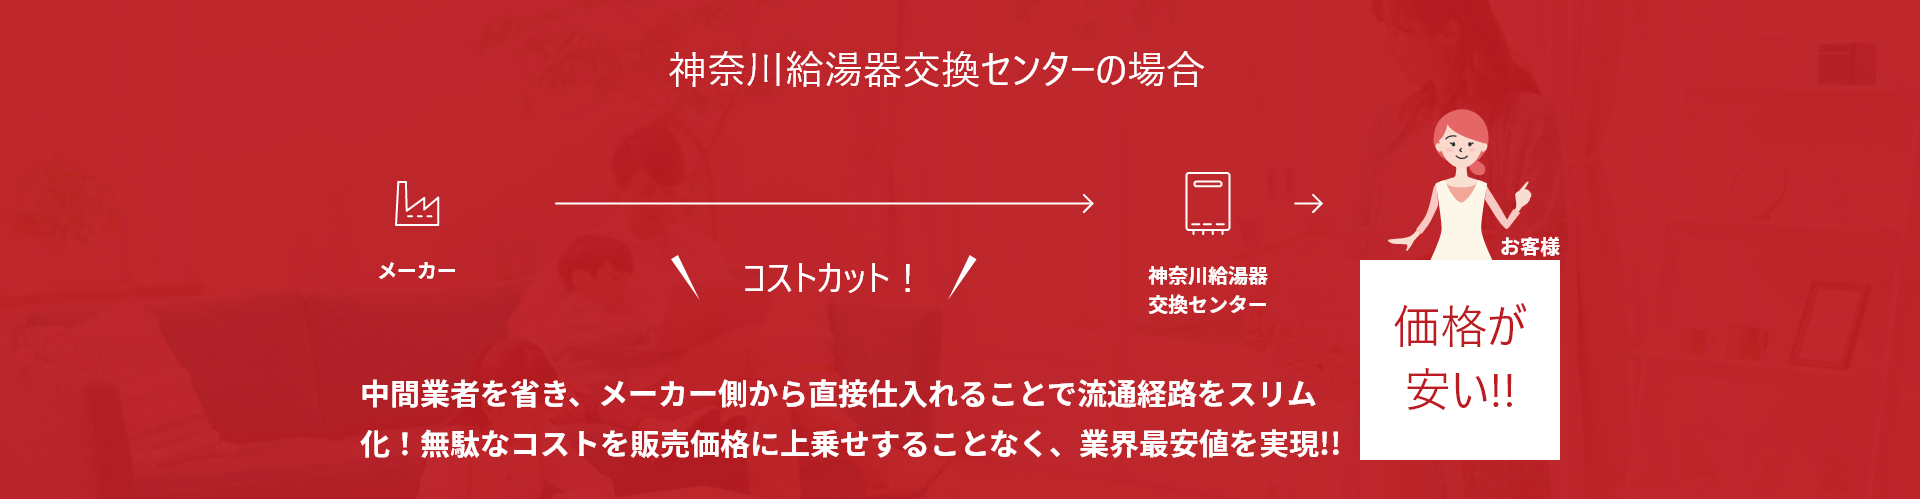 神奈川給湯器交換センターの場合
メーカー
コストカット！
神奈川給湯器
交換センター
お客様
価格が
安い!!
中間業者を省き、メーカー側から直接仕入れることで流通経路をスリム
化！無駄なコストを販売価格に上乗せすることなく、業界最安値を実現!!